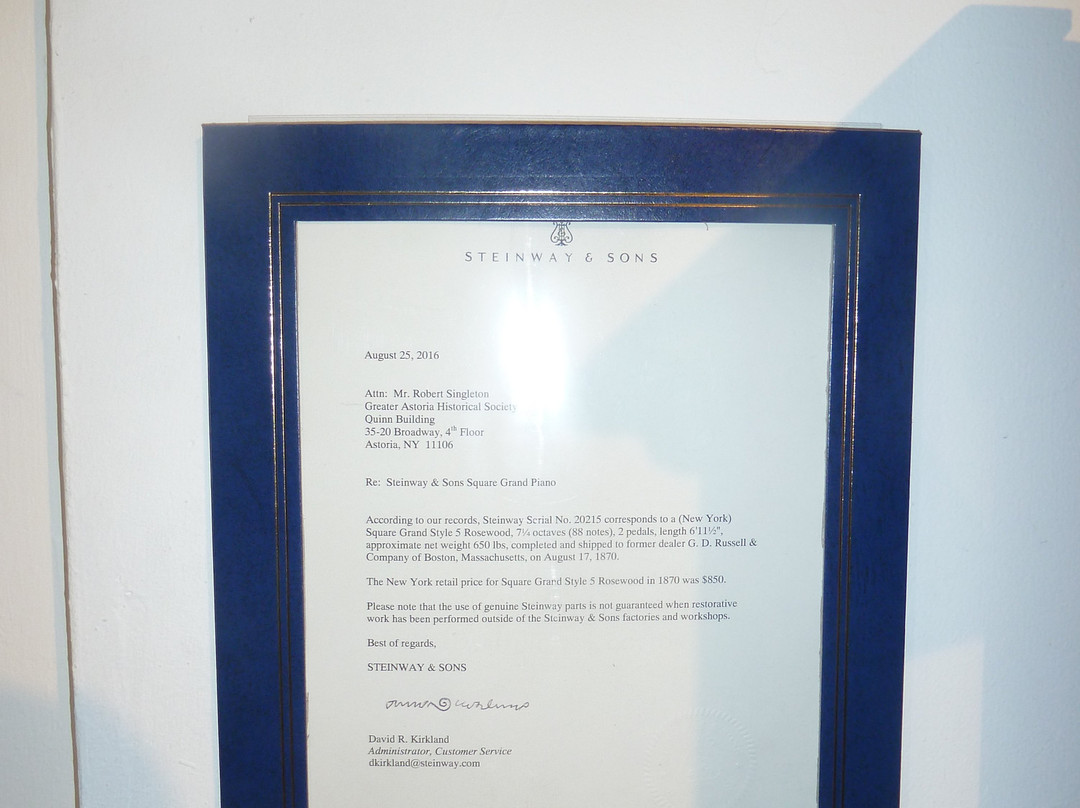 STEINWAY & SONS
August 25, 2016
Attn: Mr. Robert Singleton
Greater Astoria Historical Society
Quinn Building
35-20 Broadway, 4th Floor
Astoria, NY 11106
Re: Steinway & Sons Square Grand Piano
According to our records, Steinway Serial No. 20215 corresponds to a (New York)
Square Grand Style 5 Rosewood, 7¼ octaves (88 notes), 2 pedals, length 6'11½",
approximate net weight 650 lbs, completed and shipped to former dealer G. D. Russell &
Company of Boston, Massachusetts, on August 17, 1870.
The New York retail price for Square Grand Style 5 Rosewood in 1870 was $850.
Please note that the use of genuine Steinway parts is not guaranteed when restorative
work has been performed outside of the Steinway & Sons factories and workshops.
Best of regards,
STEINWAY & SONS
David R. Kirkland
Administrator, Customer Service
dkirkland@steinway.com